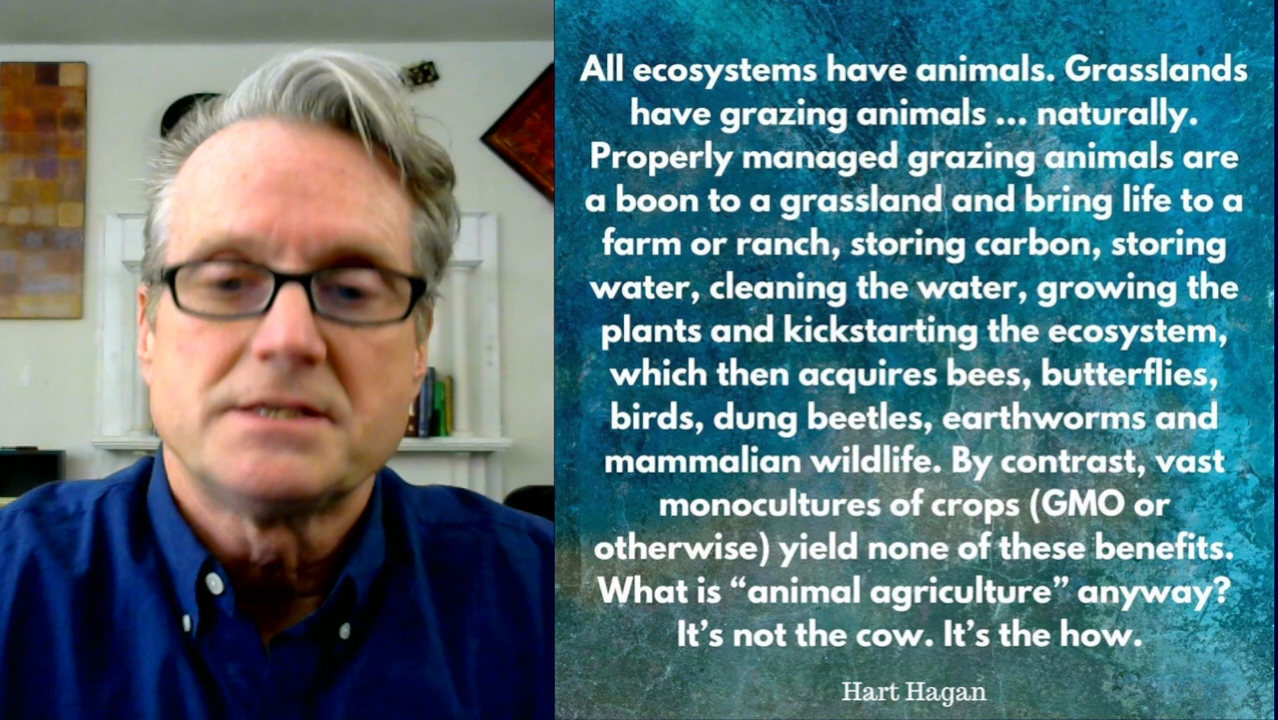 All ecosystems have animals. Grasslands
have grazing animals ... naturally.
Properly managed grazing animals are
a boon to a grassland and bring life to a
farm or ranch, storing carbon, storing
water, cleaning the water, growing the
plants and kickstarting the ecosystem,
which then acquires bees, butterflies,
birds, dung beetles, earthworms and
mammalian wildlife. By contrast, vast
monocultures of crops (GMO or
otherwise) yield none of these benefits.
What is “animal agriculture” anyway?
It’s not the cow. It’s the how.
Hart Hagan